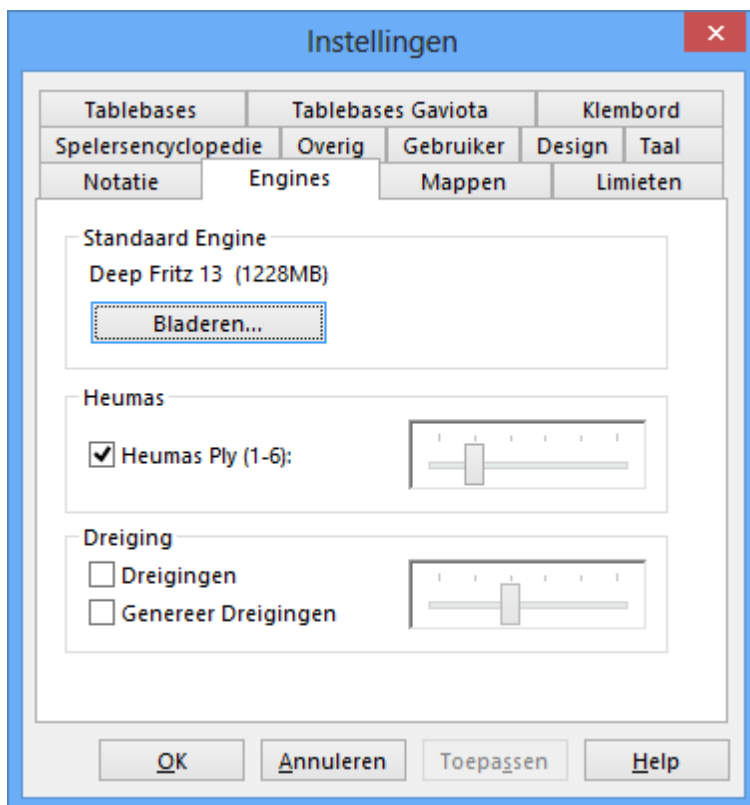 Instellingen
Tablebases Tablebases Gaviota Klembord
Spelersencyclopedie Overig Gebruiker Design Taal
Notatie Engines Mappen Limieten
Standaard Engine
Deep Fritz 13 (1228MB)
Bladeren...
Heumas
Heumas Ply (1-6):
Dreiging
Dreigingen
Genereer Dreigingen
OK Annuleren Toepassen Help